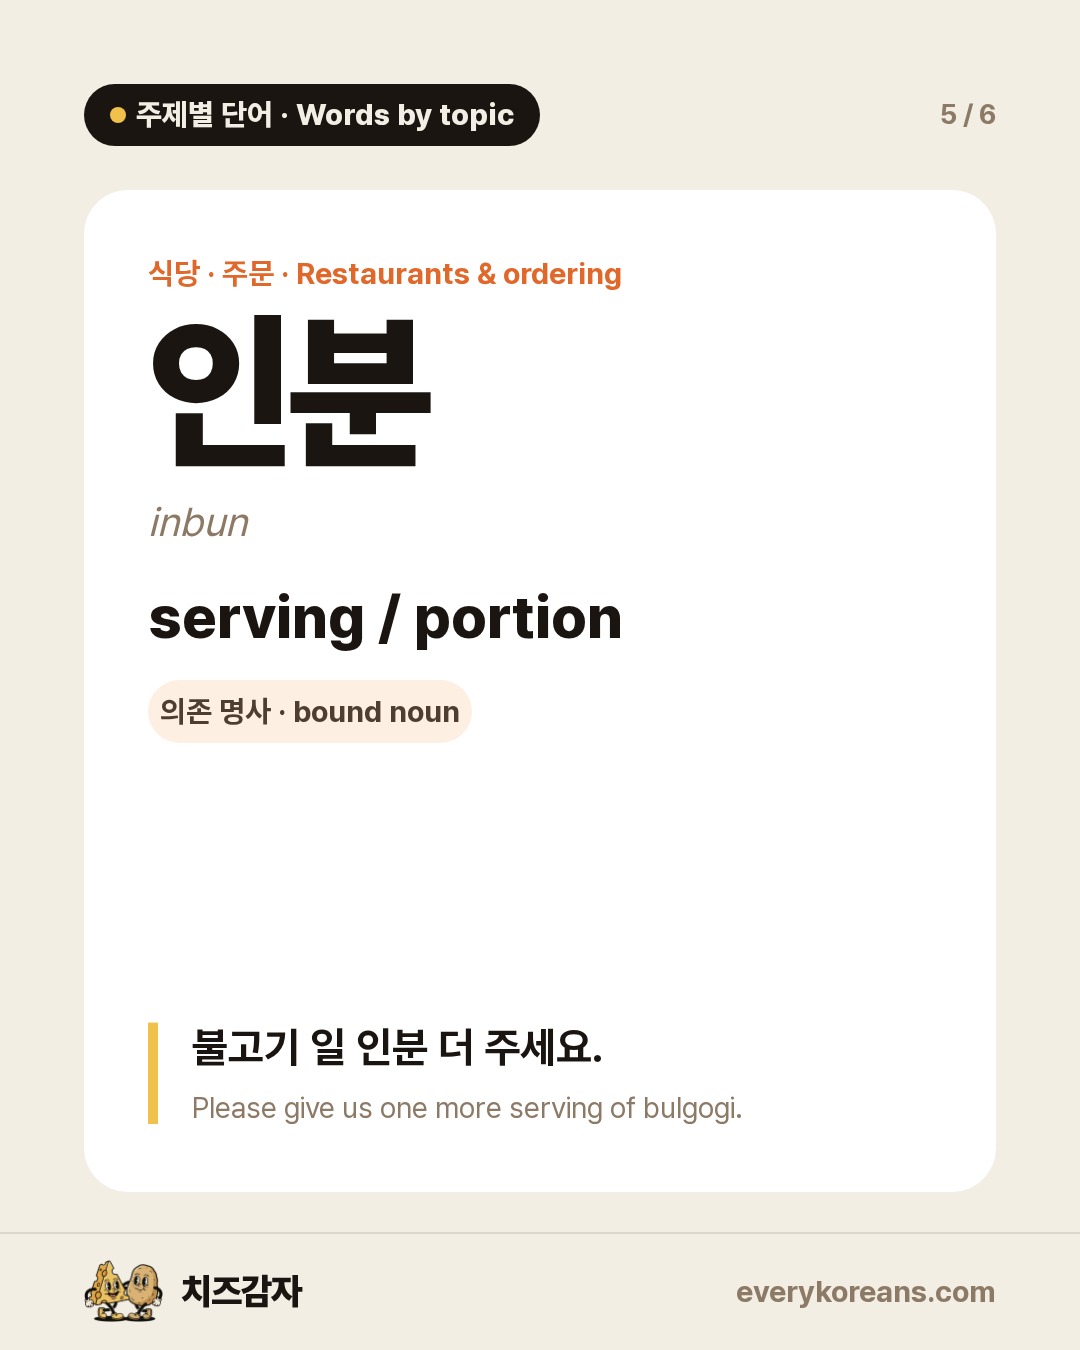 주제별 단어 · Words by topic
5 / 6
식당 · 주문 · Restaurants & ordering
인분
inbun
serving / portion
의존 명사 · bound noun
불고기 일 인분 더 주세요.
Please give us one more serving of bulgogi.
치즈감자
everykoreans.com